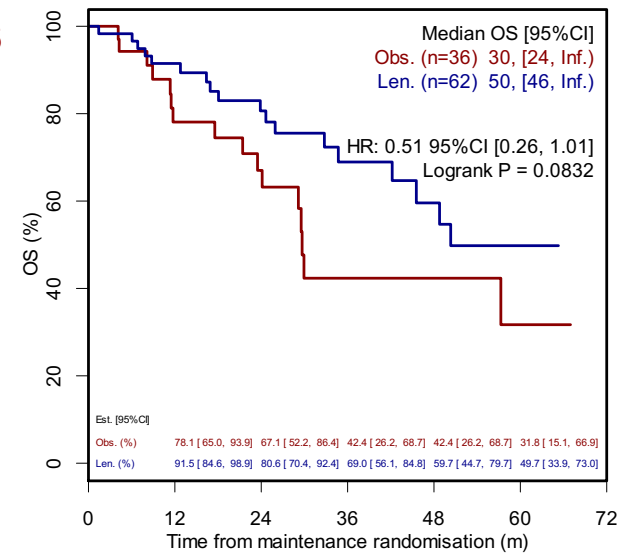 Median OS [95%CI]
Obs. (n=36) 30, [24, Inf.)
Len. (n=62) 50, [46, Inf.)
HR: 0.51 95%CI [0.26, 1.01]
Logrank P = 0.0832
OS (%)
100
80
60
40
20
0
Est. [95%CI]
Obs. (%) 78.1 [ 65.0, 93.9] 67.1 [ 52.2, 86.4] 42.4 [ 26.2, 68.7] 42.4 [ 26.2, 68.7] 31.8 [ 15.1, 66.9]
Len. (%) 91.5 [ 84.6, 98.9] 80.6 [ 70.4, 92.4] 69.0 [ 56.1, 84.8] 59.7 [ 44.7, 79.7] 49.7 [ 33.9, 73.0]
0 12 24 36 48 60 72
Time from maintenance randomisation (m)